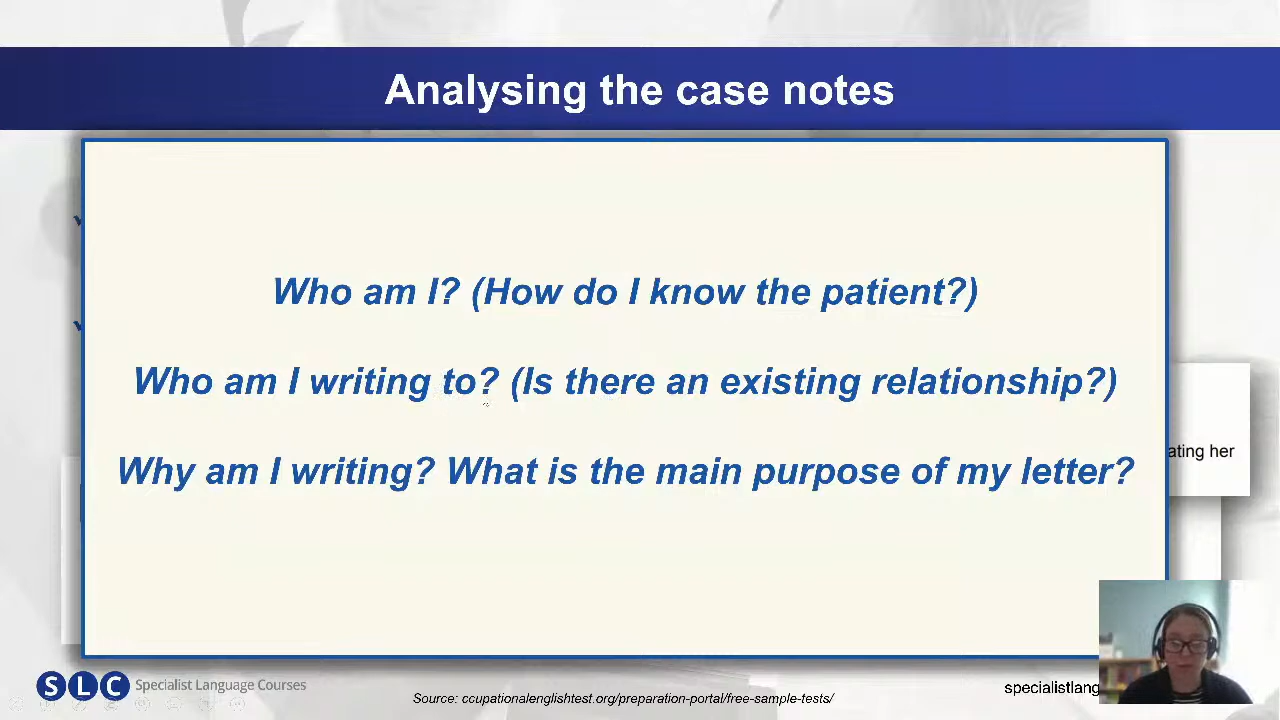 Analysing the case notes
Who am I? (How do I know the patient?)
Who am I writing to? (Is there an existing relationship?)
Why am I writing? What is the main purpose of my letter?
ating her
SLC Specialist Language Courses
Source: ccupationalenglishtest.org/preparation-portal/free-sample-tests/
specialistlang